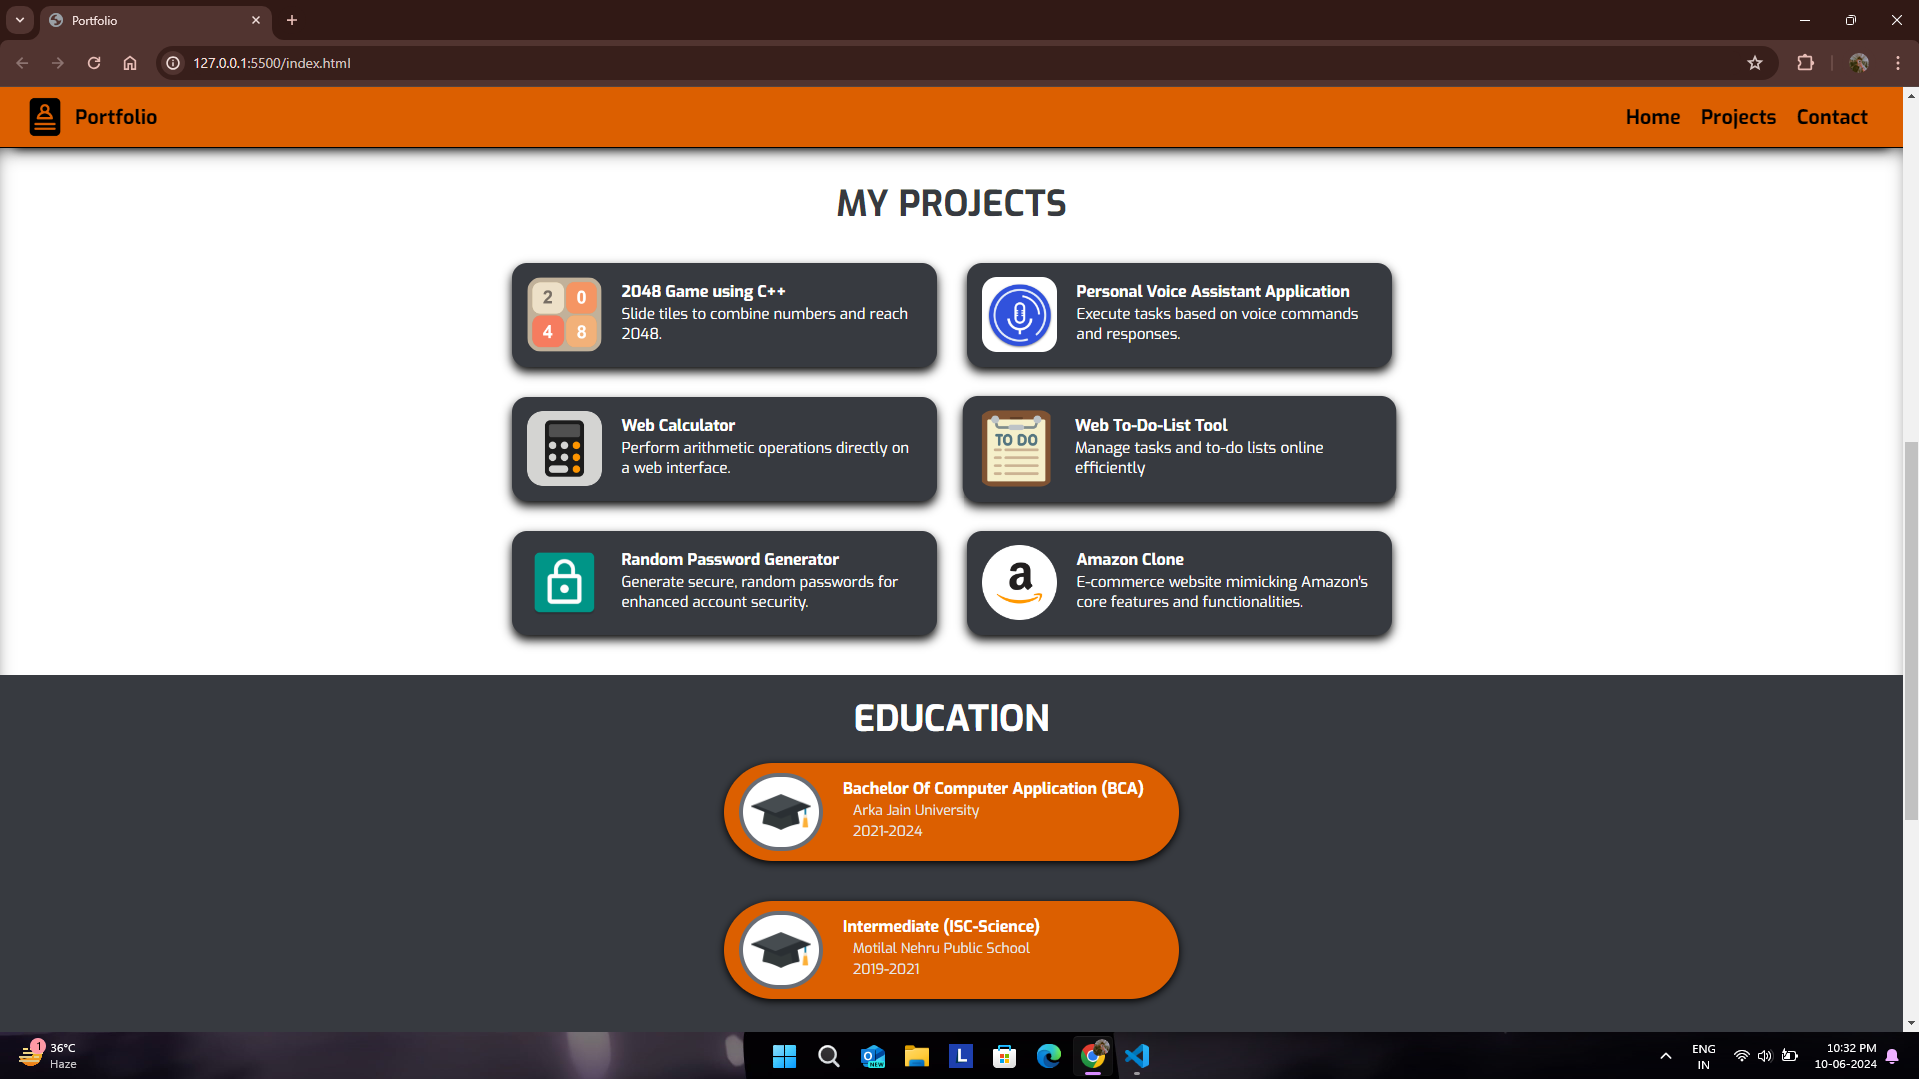 Portfolio
127.0.0.1:5500/index.html
Portfolio
Home Projects Contact
MY PROJECTS
2 0
4 8
2048 Game using C++
Slide tiles to combine numbers and reach
2048.
Personal Voice Assistant Application
Execute tasks based on voice commands
and responses.
Web Calculator
Perform arithmetic operations directly on
a web interface.
TO DO
Web To-Do-List Tool
Manage tasks and to-do lists online
efficiently
Random Password Generator
Generate secure, random passwords for
enhanced account security.
a
Amazon Clone
E-commerce website mimicking Amazon's
core features and functionalities.
EDUCATION
Bachelor Of Computer Application (BCA)
Arka Jain University
2021-2024
Intermediate (ISC-Science)
Motilal Nehru Public School
2019-2021
1
36°C
Haze
NEW
L
ENG
IN
10:32 PM
10-06-2024